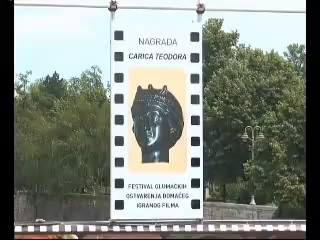 NAGRADA
CARICA TEODORA
FESTIVAL GLUMAČKIH
OSTVARENJA DOMAĆEG
IGRANOG FILMA